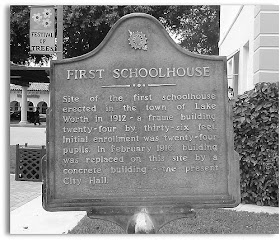 FESTIVAL
OF
TREES
FIRST SCHOOLHOUSE
Site of the first schoolhouse
erected in the town of Lake
Worth in 1912 - a frame building
twenty-four by thirty-six feet.
Initial enrollment was twenty-four
pupils. In February 1916, building
was replaced on this site by a
concrete building - the present
City Hall.